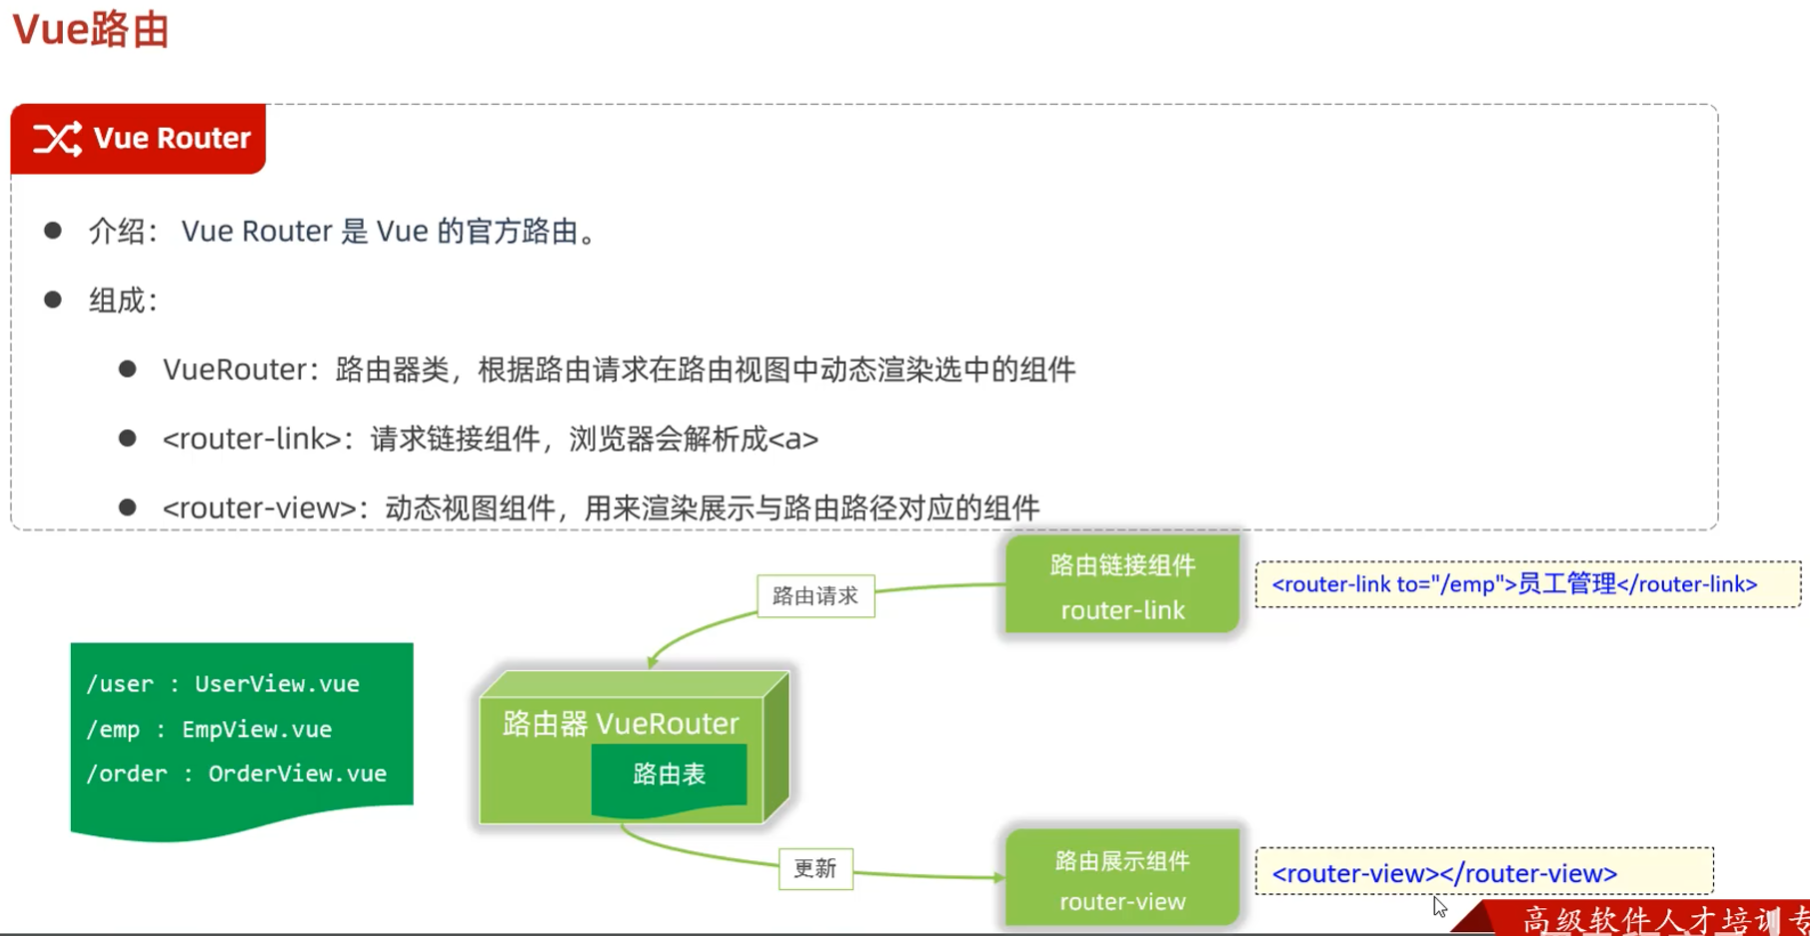 Vue路由
Vue Router
介绍： Vue Router 是 Vue 的官方路由。
组成：
VueRouter：路由器类，根据路由请求在路由视图中动态渲染选中的组件
<router-link>：请求链接组件，浏览器会解析成<a>
<router-view>：动态视图组件，用来渲染展示与路由路径对应的组件
路由链接组件
router-link
<router-link to="/emp">员工管理</router-link>
路由请求
/user : UserView.vue
/emp : EmpView.vue
/order : OrderView.vue
路由器 VueRouter
路由表
更新
路由展示组件
router-view
<router-view></router-view>
高级软件人才培训专